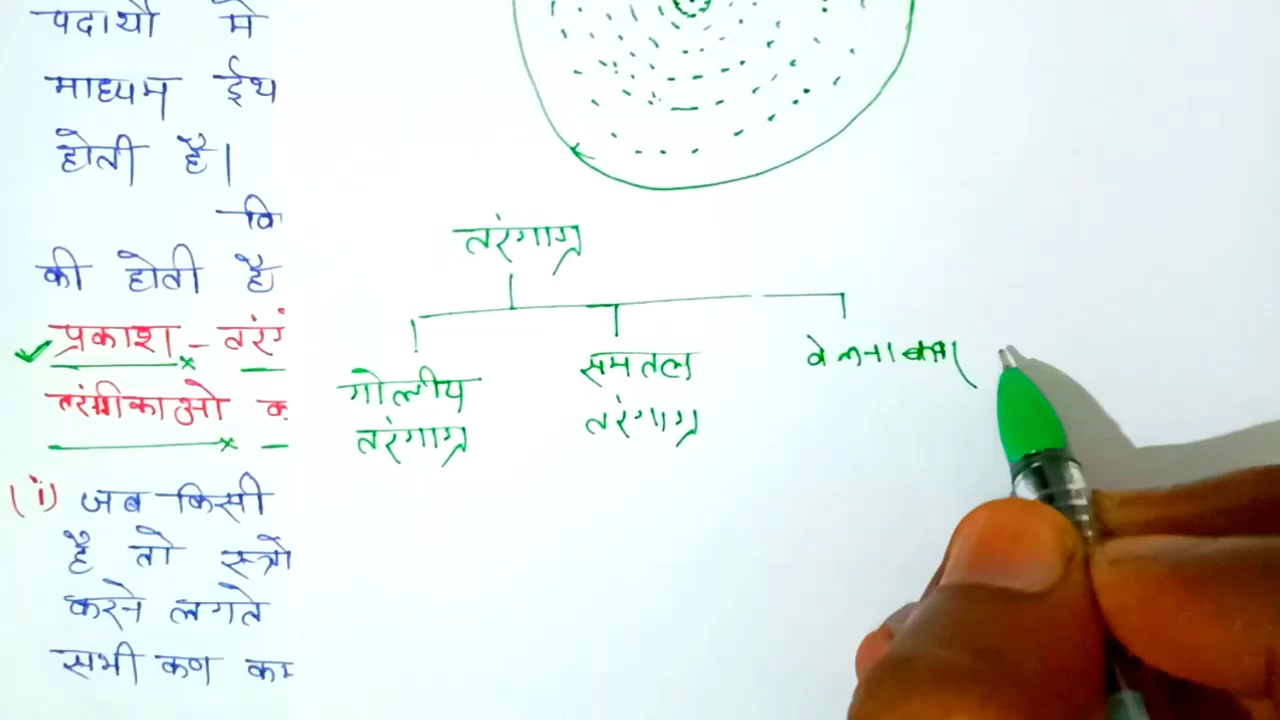 पदार्थो मे
माध्यम ईथ
होती है।
वि
की होती है
प्रकाश - तरं
तरंगीकाओ क
(i) जब किसी
है तो स्त्रो
करने लगते
सभी कण क
तरंगाग्र
गोलीय
तरंगाग्र
समतल
तरंगाग्र
वेलनाकार